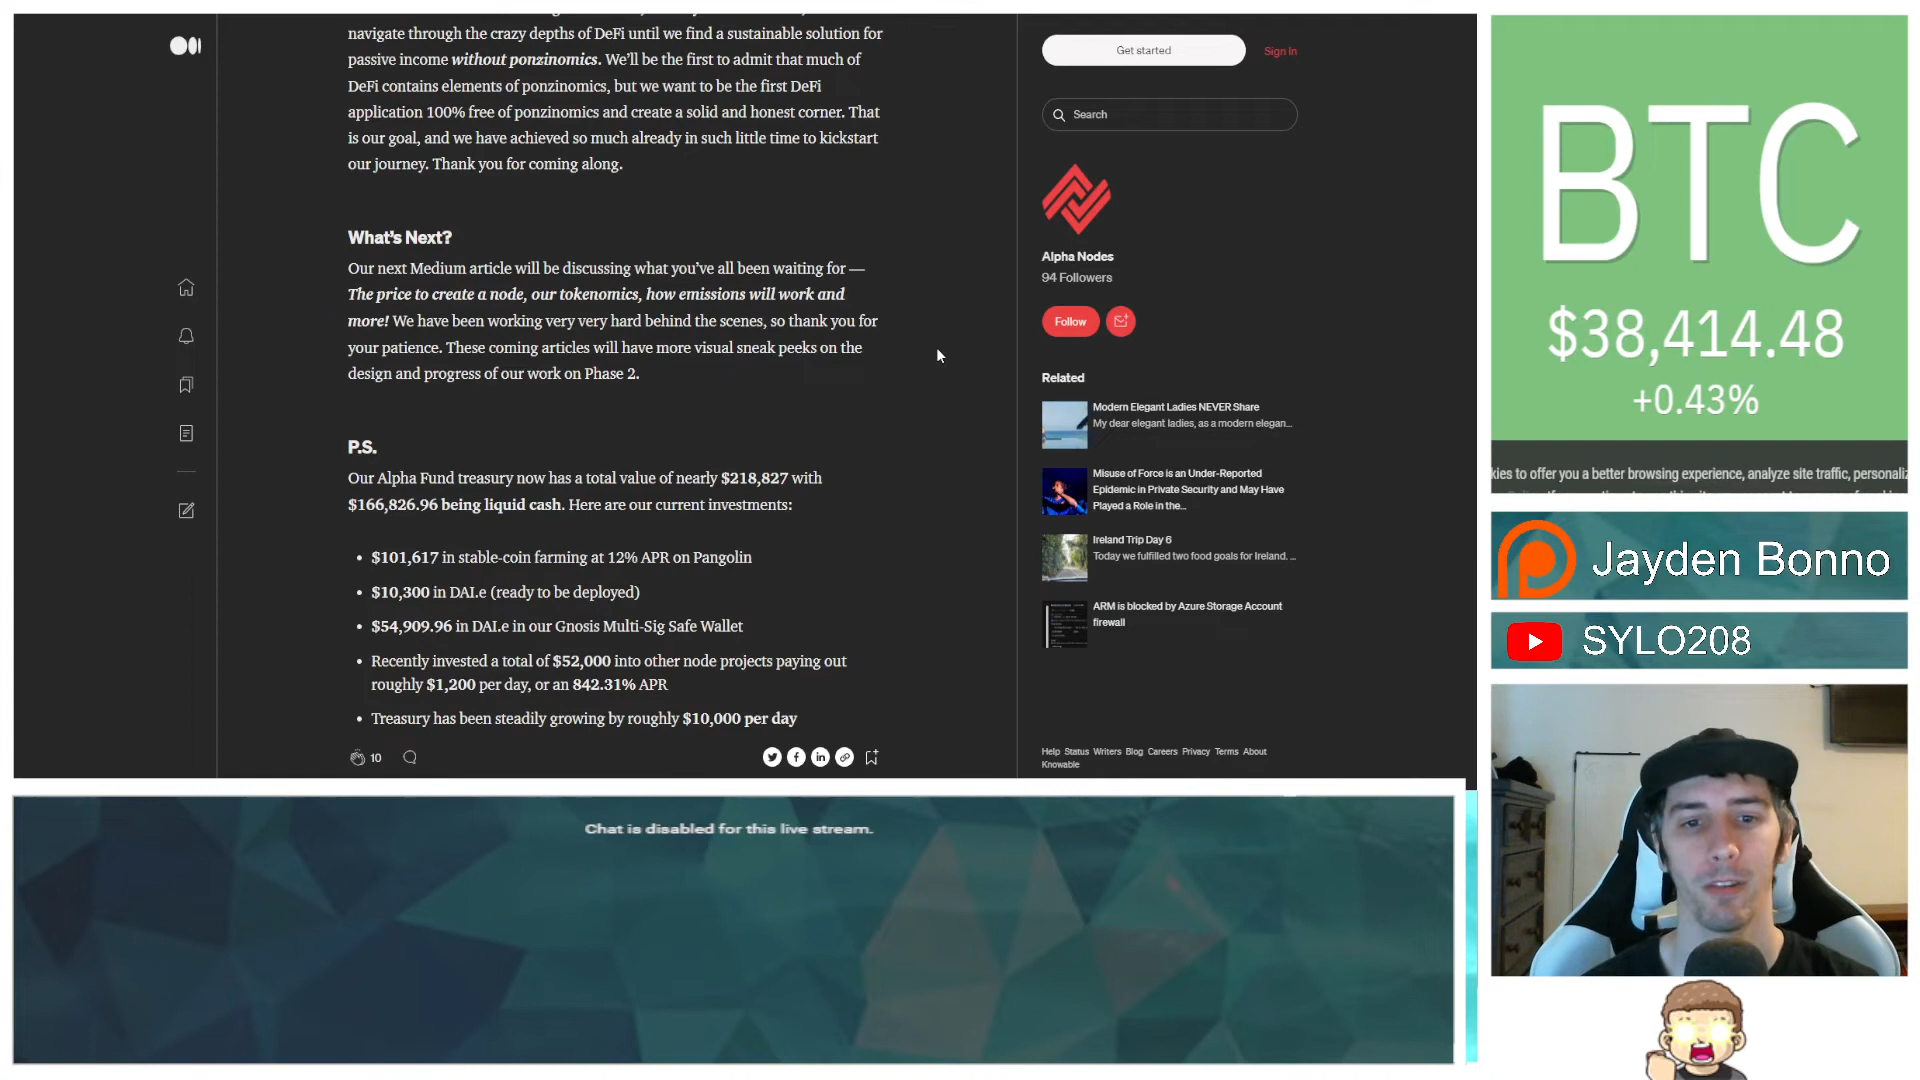 navigate through the crazy depths of DeFi until we find a sustainable solution for
passive income without ponzinomics. We'll be the first to admit that much of
DeFi contains elements of ponzinomics, but we want to be the first DeFi
application 100% free of ponzinomics and create a solid and honest corner. That
is our goal, and we have achieved so much already in such little time to kickstart
our journey. Thank you for coming along.
What's Next?
Our next Medium article will be discussing what you've all been waiting for —
The price to create a node, our tokenomics, how emissions will work and
more! We have been working very very hard behind the scenes, so thank you for
your patience. These coming articles will have more visual sneak peeks on the
design and progress of our work on Phase 2.
P.S.
Our Alpha Fund treasury now has a total value of nearly $218,827 with
$166,826.96 being liquid cash. Here are our current investments:
• $101,617 in stable-coin farming at 12% APR on Pangolin
• $10,300 in DAI.e (ready to be deployed)
• $54,909.96 in DAI.e in our Gnosis Multi-Sig Safe Wallet
• Recently invested a total of $52,000 into other node projects paying out
roughly $1,200 per day, or an 842.31% APR
• Treasury has been steadily growing by roughly $10,000 per day
10
Get started
Sign In
Search
Alpha Nodes
94 Followers
Follow
Related
Modern Elegant Ladies NEVER Share
My dear elegant ladies, as a modern elegan...
Misuse of Force is an Under-Reported
Epidemic in Private Security and May Have
Played a Role in the...
Ireland Trip Day 6
Today we fulfilled two food goals for Ireland. ...
ARM is blocked by Azure Storage Account
firewall
Help Status Writers Blog Careers Privacy Terms About
Knowable
BTC
$38,414.48
+0.43%
kies to offer you a better browsing experience, analyze site traffic, personaliz
Jayden Bonno
SYLO208
Chat is disabled for this live stream.